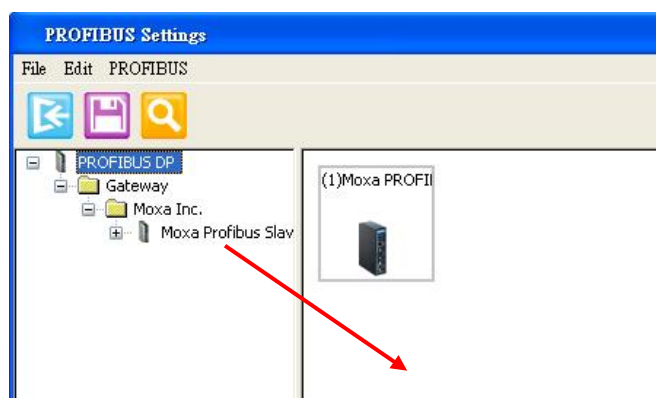 PROFIBUS Settings
File Edit PROFIBUS
PROFIBUS DP
Gateway
Moxa Inc.
Moxa Profibus Slav
(1)Moxa PROFI